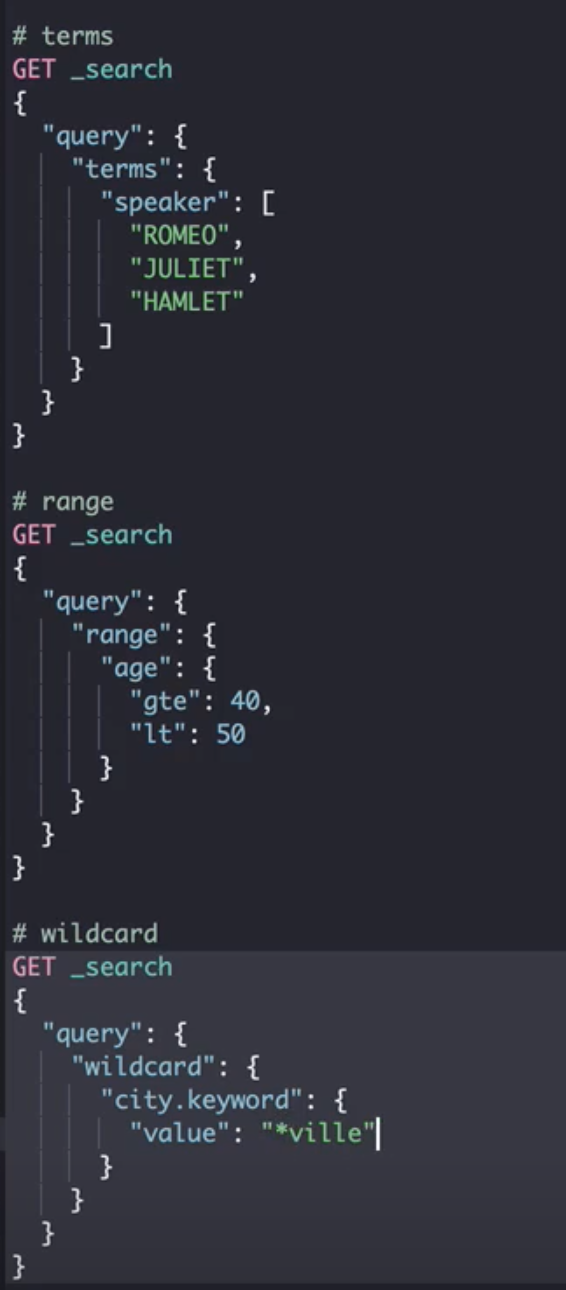 # terms
GET _search
{
  "query": {
    "terms": {
      "speaker": [
        "ROMEO",
        "JULIET",
        "HAMLET"
      ]
    }
  }
}

# range
GET _search
{
  "query": {
    "range": {
      "age": {
        "gte": 40,
        "lt": 50
      }
    }
  }
}

# wildcard
GET _search
{
  "query": {
    "wildcard": {
      "city.keyword": {
        "value": "*ville"
      }
    }
  }
}